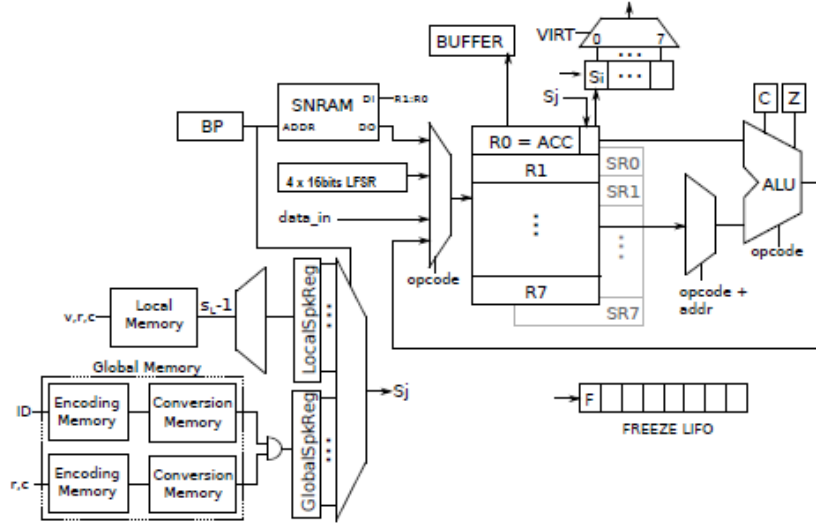 VIRT
0 7
...
BUFFER
Si ...
Sj
SNRAM
DI
R1:R0
ADDR
DO
BP
C Z
R0 = ACC
R1
SR0
SR1
4 x 16bits LFSR
ALU
data_in
...
...
opcode
opcode
opcode +
addr
R7
SR7
v,r,c
Local
Memory
sL-1
LocalSpkReg
...
Global Memory
ID
Encoding
Memory
Conversion
Memory
r,c
Encoding
Memory
Conversion
Memory
GlobalSpkReg
...
Sj
F
FREEZE LIFO